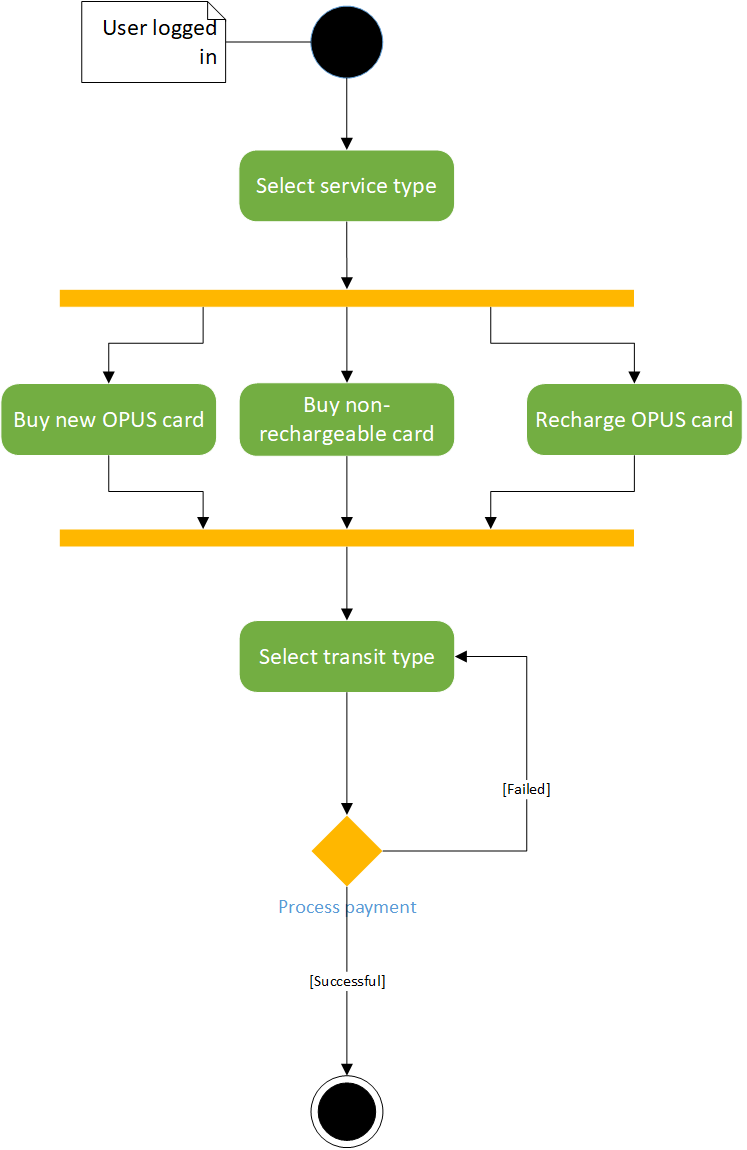 User logged
in
Select service type
Buy new OPUS card
Buy non-
rechargeable card
Recharge OPUS card
Select transit type
[Failed]
Process payment
[Successful]